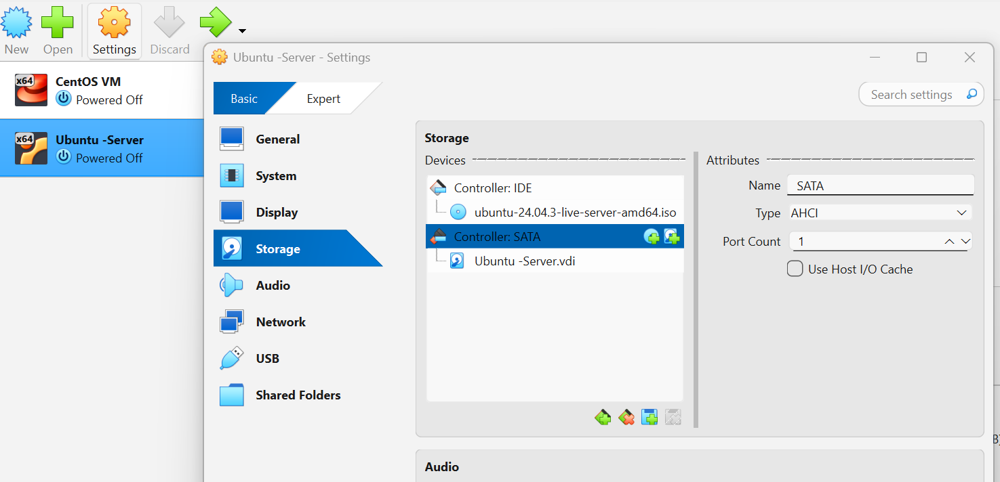 New
Open
Settings
Discard
x64
CentOS VM
Powered Off
x64
Ubuntu -Server
Powered Off
Ubuntu -Server - Settings
Basic
Expert
Search settings
General
System
Display
Storage
Audio
Network
USB
Shared Folders
Storage
Devices
Controller: IDE
ubuntu-24.04.3-live-server-amd64.iso
Controller: SATA
Ubuntu -Server.vdi
Attributes
Name SATA
Type AHCI
Port Count 1
Use Host I/O Cache
Audio